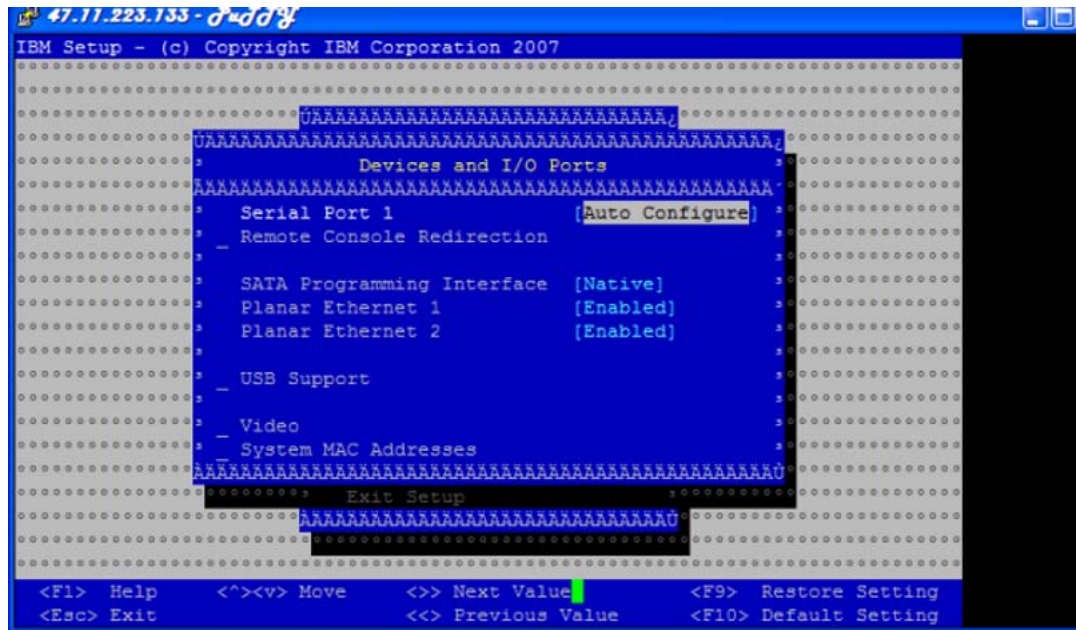 47.11.223.133 - PuTTY
IBM Setup - (c) Copyright IBM Corporation 2007
Devices and I/O Ports
Serial Port 1 [Auto Configure]
_ Remote Console Redirection
SATA Programming Interface [Native]
Planar Ethernet 1 [Enabled]
Planar Ethernet 2 [Enabled]
_ USB Support
_ Video
_ System MAC Addresses
Exit Setup
<F1> Help <^><v> Move <>> Next Value <F9> Restore Setting
<Esc> Exit <<> Previous Value <F10> Default Setting